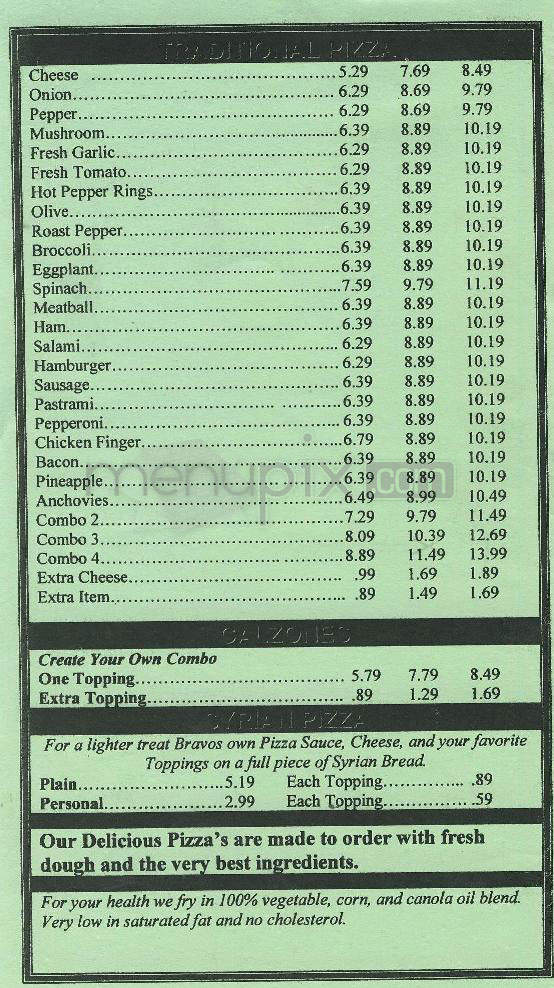 TRADITIONAL PIZZA
Cheese ................................................ 5.29 7.69 8.49
Onion................................................ 6.29 8.69 9.79
Pepper................................................ 6.29 8.69 9.79
Mushroom................................................6.39 8.89 10.19
Fresh Garlic................................................6.29 8.89 10.19
Fresh Tomato................................................6.29 8.89 10.19
Hot Pepper Rings................................................6.39 8.89 10.19
Olive................................................6.39 8.89 10.19
Roast Pepper................................................6.39 8.89 10.19
Broccoli................................................6.39 8.89 10.19
Eggplant................................................6.39 8.89 10.19
Spinach................................................7.59 9.79 11.19
Meatball................................................6.39 8.89 10.19
Ham................................................6.39 8.89 10.19
Salami................................................6.29 8.89 10.19
Hamburger................................................6.29 8.89 10.19
Sausage................................................6.39 8.89 10.19
Pastrami................................................6.39 8.89 10.19
Pepperoni................................................6.39 8.89 10.19
Chicken Finger................................................6.79 8.89 10.19
Bacon................................................6.39 8.89 10.19
Pineapple................................................6.39 8.89 10.19
menupix.com
Anchovies................................................6.49 8.99 10.49
Combo 2................................................7.29 9.79 11.49
Combo 3................................................8.09 10.39 12.69
Combo 4................................................8.89 11.49 13.99
Extra Cheese................................................ .99 1.69 1.89
Extra Item................................................ .89 1.49 1.69
CALZONES
Create Your Own Combo
One Topping................................................ 5.79 7.79 8.49
Extra Topping................................................ .89 1.29 1.69
SYRIAN PIZZA
For a lighter treat Bravos own Pizza Sauce, Cheese, and your favorite
Toppings on a full piece of Syrian Bread.
Plain........................5.19 Each Topping................ .89
Personal........................2.99 Each Topping................ .59
Our Delicious Pizza's are made to order with fresh
dough and the very best ingredients.
For your health we fry in 100% vegetable, corn, and canola oil blend.
Very low in saturated fat and no cholesterol.